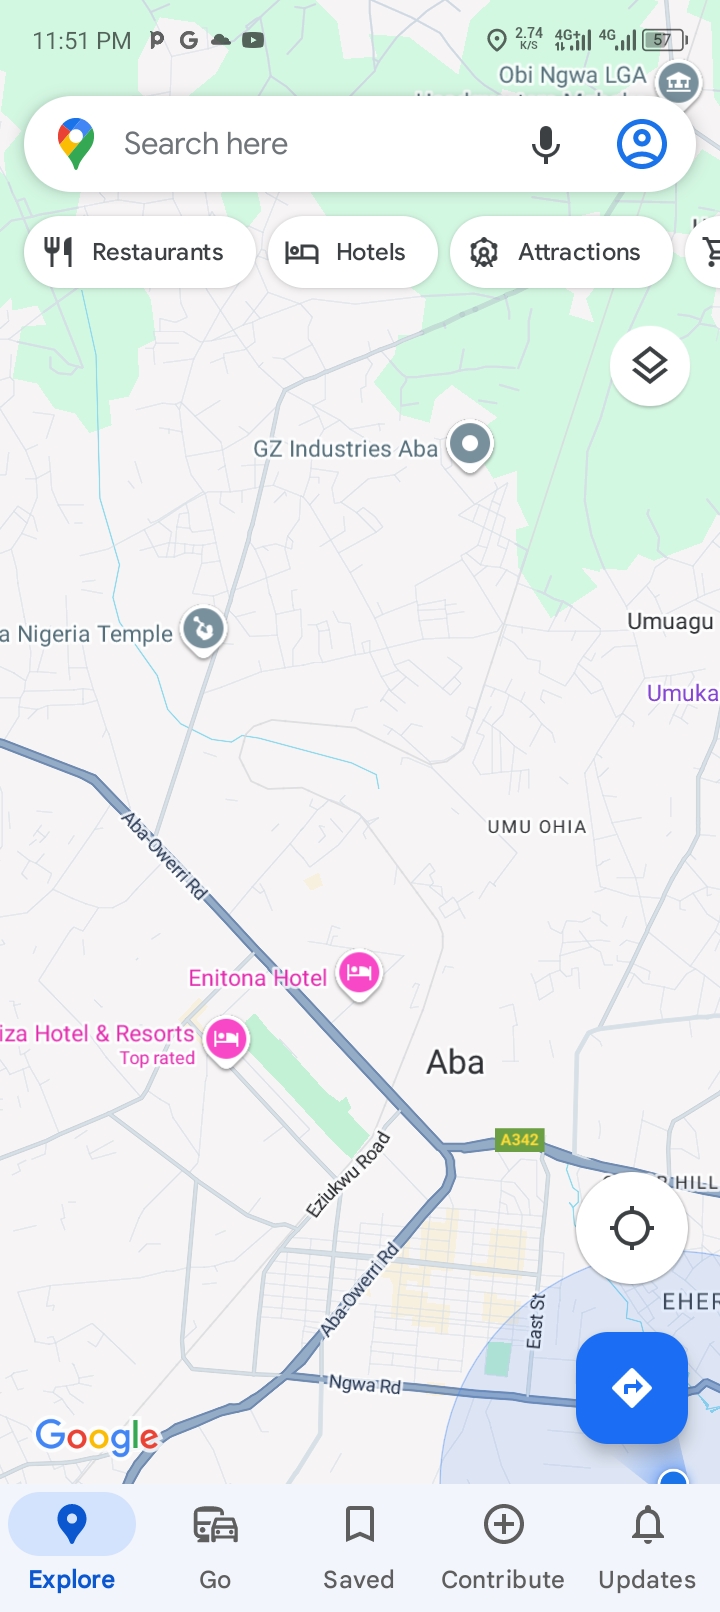 11:51 PM
2.74
K/S
4G+
4G
57
Obi Ngwa LGA
Search here
Restaurants
Hotels
Attractions
GZ Industries Aba
a Nigeria Temple
Umuagu
Umuka
UMU OHIA
Aba-Owerri Rd
Enitona Hotel
iza Hotel & Resorts
Top rated
Aba
A342
HILL
Eziukwu Road
Aba-Owerri Rd
East St
EHER
Ngwa Rd
Google
Explore
Go
Saved
Contribute
Updates